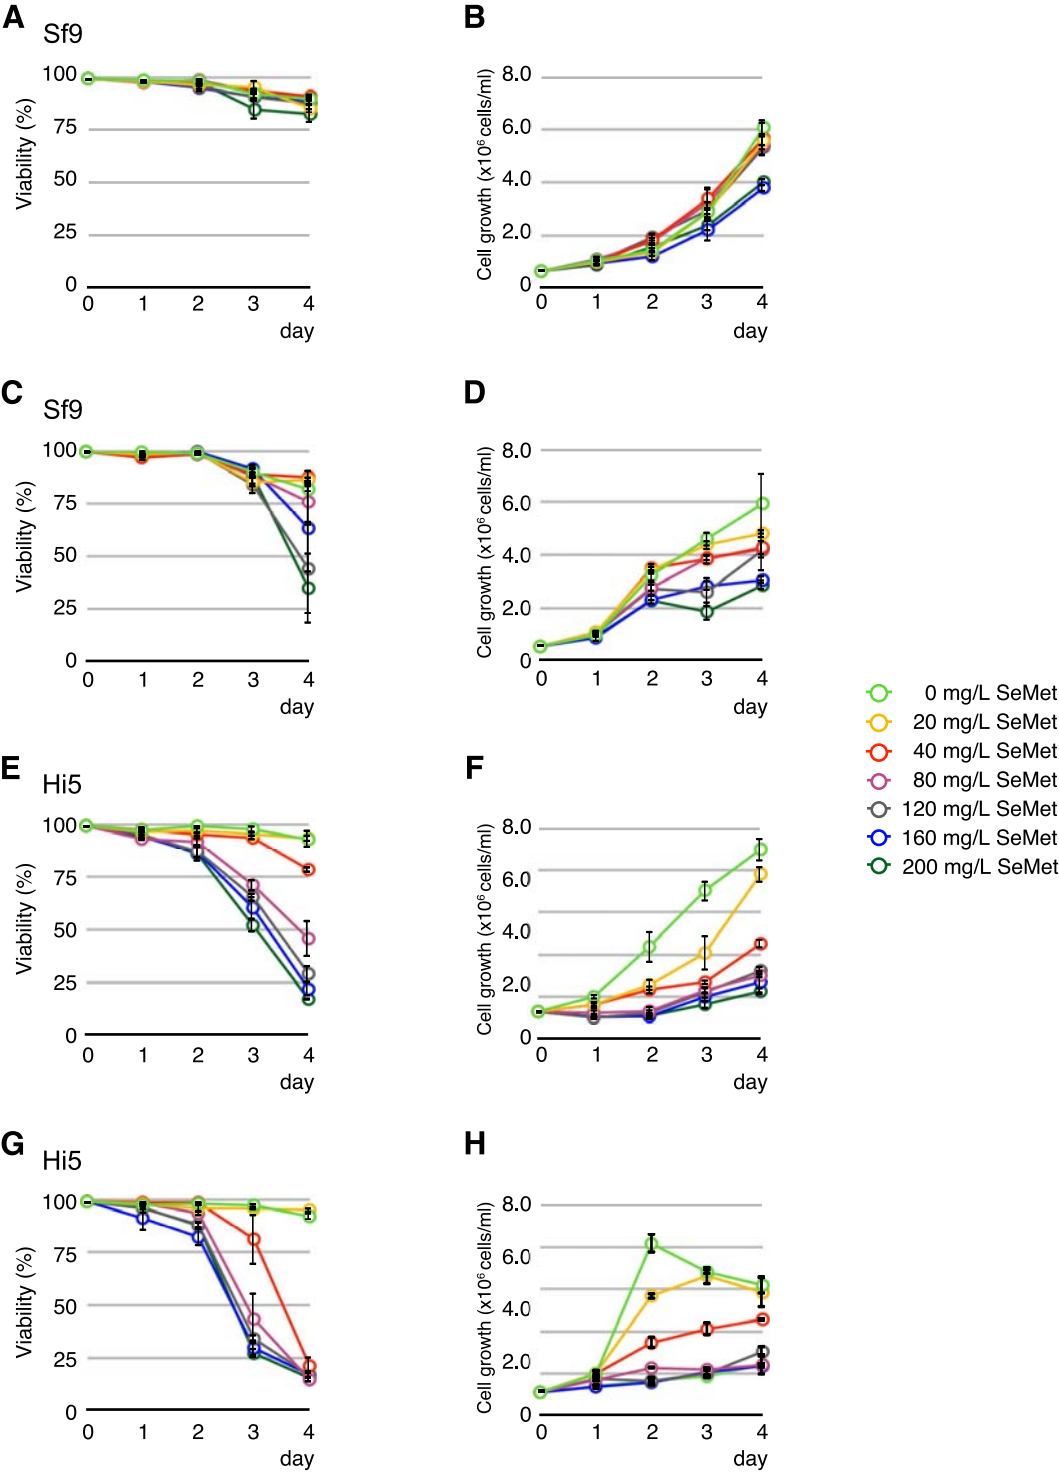 A
Sf9
Viability (%)
100
75
50
25
0
0 1 2 3 4
day
B
Cell growth (x10⁶ cells/ml)
8.0
6.0
4.0
2.0
0
0 1 2 3 4
day
C
Sf9
Viability (%)
100
75
50
25
0
0 1 2 3 4
day
D
Cell growth (x10⁶ cells/ml)
8.0
6.0
4.0
2.0
0
0 1 2 3 4
day
E
Hi5
Viability (%)
100
75
50
25
0
0 1 2 3 4
day
F
Cell growth (x10⁶ cells/ml)
8.0
6.0
4.0
2.0
0
0 1 2 3 4
day
G
Hi5
Viability (%)
100
75
50
25
0
0 1 2 3 4
day
H
Cell growth (x10⁶ cells/ml)
8.0
6.0
4.0
2.0
0
0 1 2 3 4
day
0 mg/L SeMet
20 mg/L SeMet
40 mg/L SeMet
80 mg/L SeMet
120 mg/L SeMet
160 mg/L SeMet
200 mg/L SeMet